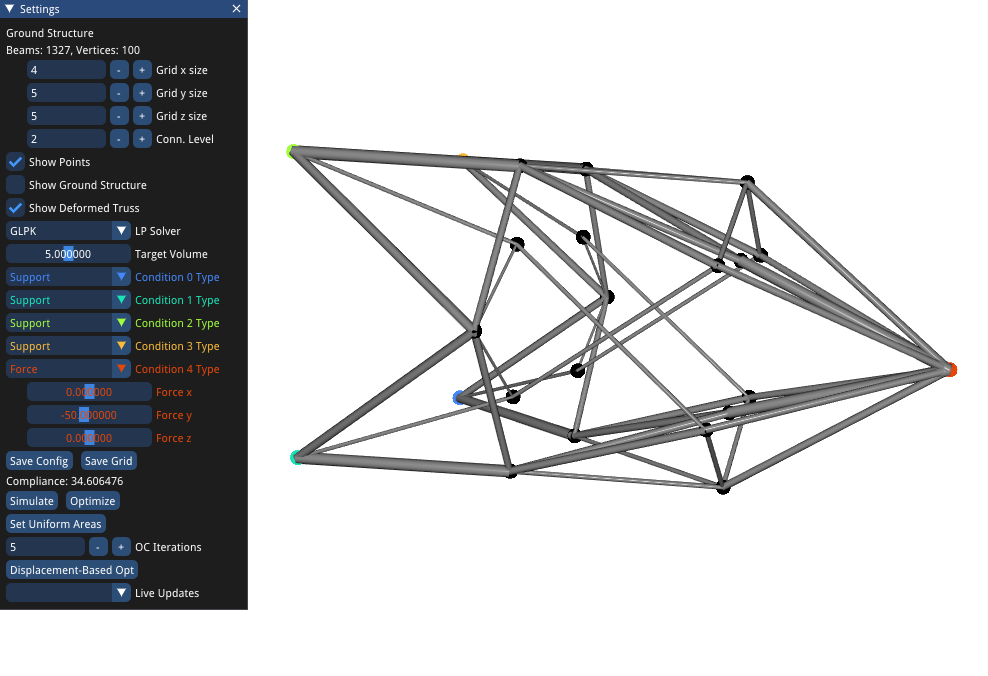 Settings
Ground Structure
Beams: 1327, Vertices: 100
4 - + Grid x size
5 - + Grid y size
5 - + Grid z size
2 - + Conn. Level
Show Points
Show Ground Structure
Show Deformed Truss
GLPK LP Solver
5.000000 Target Volume
Support Condition 0 Type
Support Condition 1 Type
Support Condition 2 Type
Support Condition 3 Type
Force Condition 4 Type
0.000000 Force x
-50.000000 Force y
0.000000 Force z
Save Config Save Grid
Compliance: 34.606476
Simulate Optimize
Set Uniform Areas
5 - + OC Iterations
Displacement-Based Opt
Live Updates